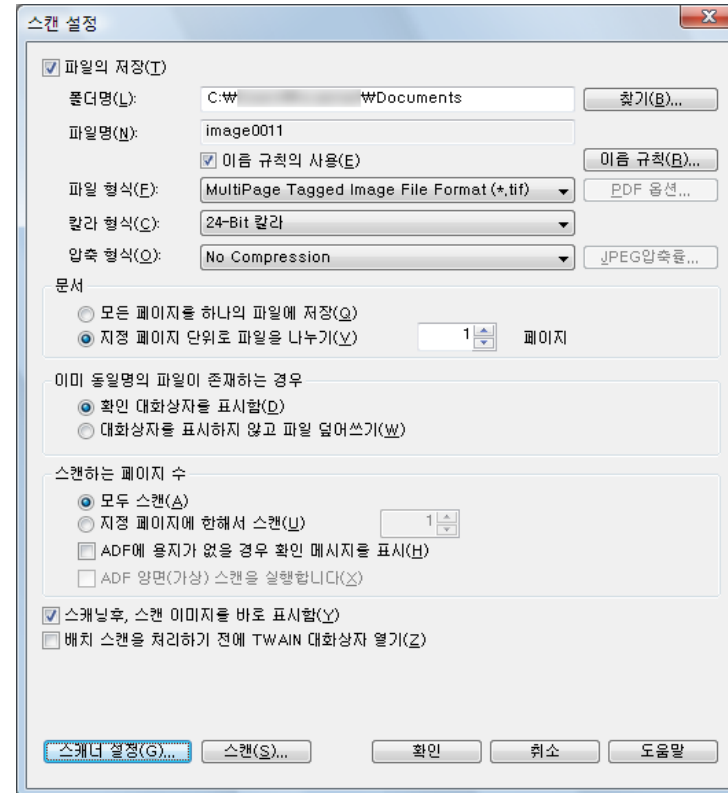 스캔 설정
파일의 저장(T)
폴더명(L): C:₩ ₩Documents 찾기(B)...
파일명(N): image0011
이름 규칙의 사용(E) 이름 규칙(R)...
파일 형식(F): MultiPage Tagged Image File Format (*.tif) PDF 옵션...
칼라 형식(C): 24-Bit 칼라
압축 형식(O): No Compression JPEG압축률...
문서
모든 페이지을 하나의 파일에 저장(Q)
지정 페이지 단위로 파일을 나누기(V) 1 페이지
이미 동일명의 파일이 존재하는 경우
확인 대화상자를 표시함(D)
대화상자를 표시하지 않고 파일 덮어쓰기(W)
스캔하는 페이지 수
모두 스캔(A)
지정 페이지에 한해서 스캔(U) 1
ADF에 용지가 없을 경우 확인 메시지를 표시(H)
ADF 양면(가상) 스캔을 실행합니다(X)
스캐닝후, 스캔 이미지를 바로 표시함(Y)
배치 스캔을 처리하기 전에 TWAIN 대화상자 열기(Z)
스캐너 설정(G)... 스캔(S)... 확인 취소 도움말